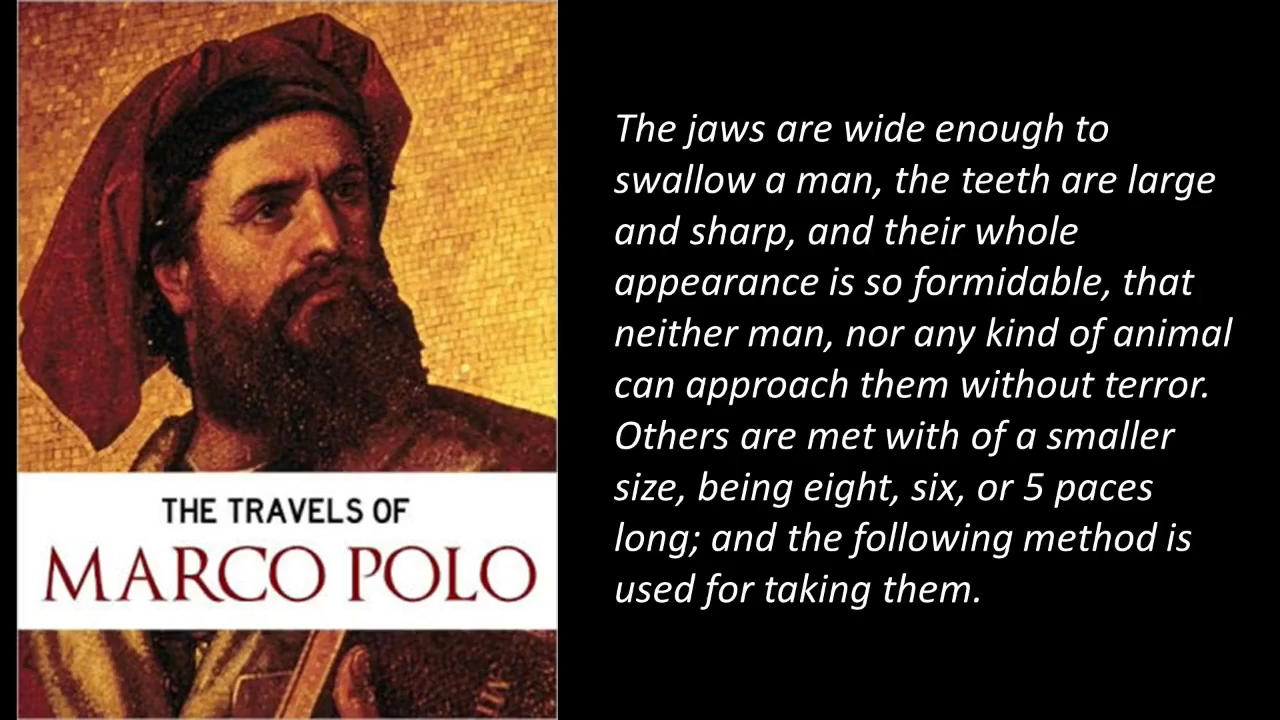 THE TRAVELS OF
MARCO POLO
The jaws are wide enough to
swallow a man, the teeth are large
and sharp, and their whole
appearance is so formidable, that
neither man, nor any kind of animal
can approach them without terror.
Others are met with of a smaller
size, being eight, six, or 5 paces
long; and the following method is
used for taking them.